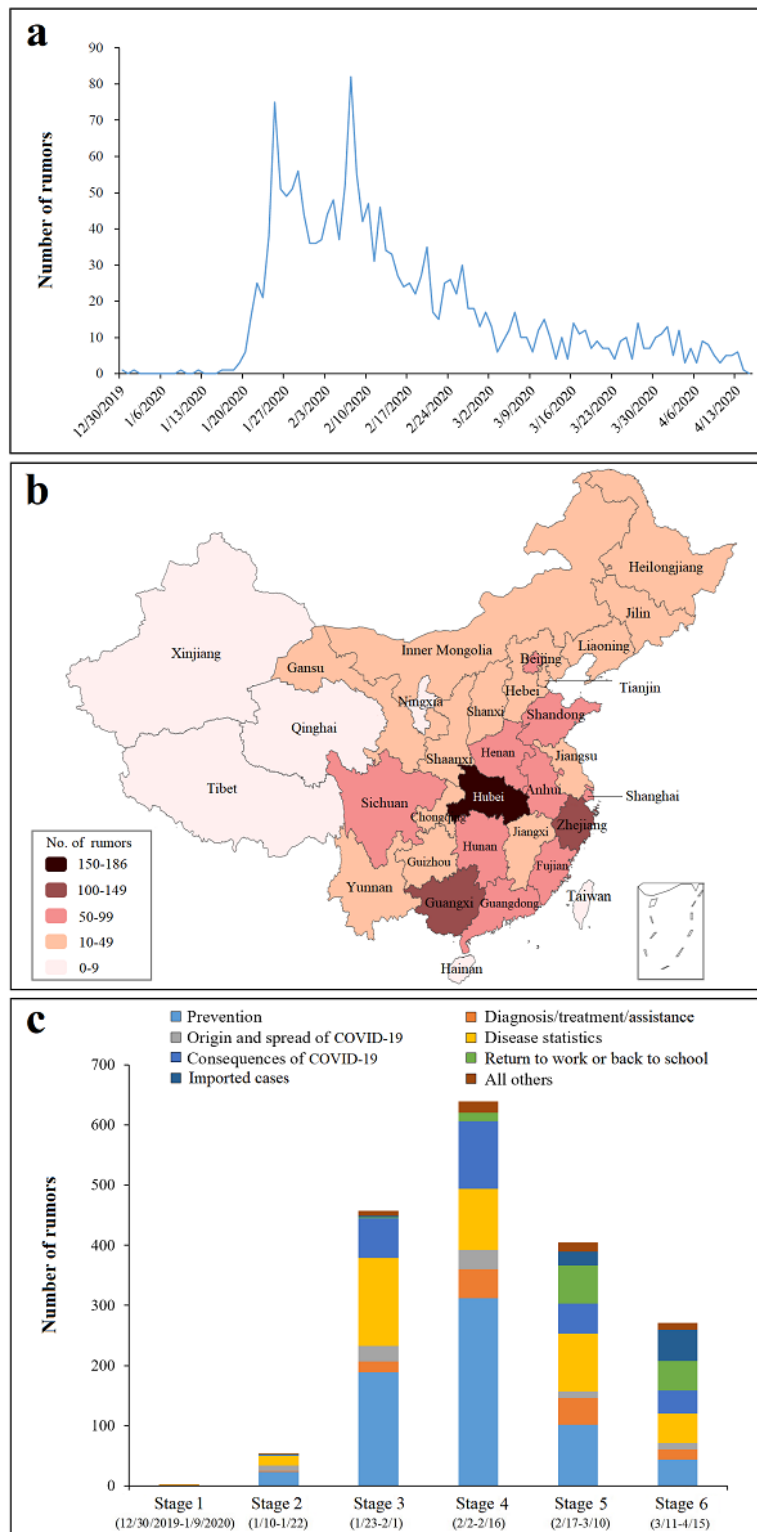 a
Number of rumors
90
80
70
60
50
40
30
20
10
0
12/30/2019
1/6/2020
1/13/2020
1/20/2020
1/27/2020
2/3/2020
2/10/2020
2/17/2020
2/24/2020
3/2/2020
3/9/2020
3/16/2020
3/23/2020
3/30/2020
4/6/2020
4/13/2020
b
Heilongjiang
Jilin
Xinjiang
Inner Mongolia
Liaoning
Gansu
Beijing
Tianjin
Hebei
Ningxia
Shanxi
Qinghai
Shandong
Shaanxi
Henan
Jiangsu
Tibet
Anhui
Shanghai
Hubei
Sichuan
Chongqing
Zhejiang
Jiangxi
Hunan
Guizhou
Fujian
Yunnan
Taiwan
Guangxi
Guangdong
Hainan
No. of rumors
150-186
100-149
50-99
10-49
0-9
c
Prevention
Diagnosis/treatment/assistance
Origin and spread of COVID-19
Disease statistics
Consequences of COVID-19
Return to work or back to school
Imported cases
All others
Number of rumors
700
600
500
400
300
200
100
0
Stage 1
(12/30/2019-1/9/2020)
Stage 2
(1/10-1/22)
Stage 3
(1/23-2/1)
Stage 4
(2/2-2/16)
Stage 5
(2/17-3/10)
Stage 6
(3/11-4/15)